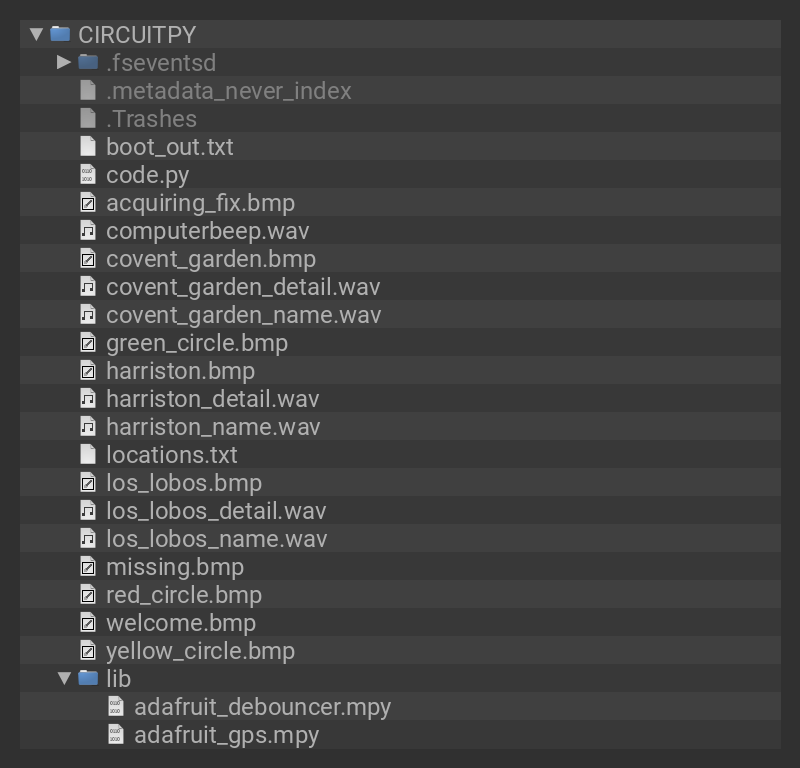 CIRCUITPY
.fseventsd
.metadata_never_index
.Trashes
boot_out.txt
code.py
acquiring_fix.bmp
computerbeep.wav
covent_garden.bmp
covent_garden_detail.wav
covent_garden_name.wav
green_circle.bmp
harriston.bmp
harriston_detail.wav
harriston_name.wav
locations.txt
los_lobos.bmp
los_lobos_detail.wav
los_lobos_name.wav
missing.bmp
red_circle.bmp
welcome.bmp
yellow_circle.bmp
lib
adafruit_debouncer.mpy
adafruit_gps.mpy